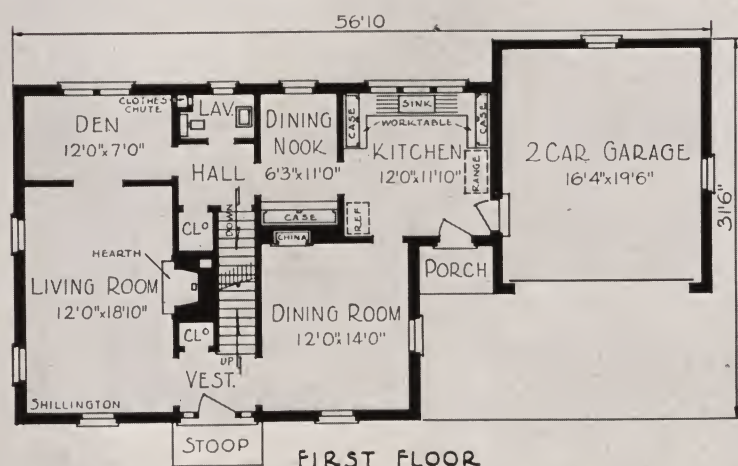 56'10
CLOTHES
CHUTE
LAV.
DEN
12'0"x7'0"
DINING
NOOK
6'3"x11'0"
CASE
SINK
CASE
WORKTABLE
KITCHEN
12'0"x11'10"
RANGE
2 CAR GARAGE
16'4"x19'6"
31'6"
HALL
DOWN
CASE
REF.
CLO
CHINA
HEARTH
PORCH
LIVING ROOM
12'0"x18'10"
DINING ROOM
12'0"x14'0"
CLO
UP
VEST.
SHILLINGTON
STOOP
FIRST FLOOR